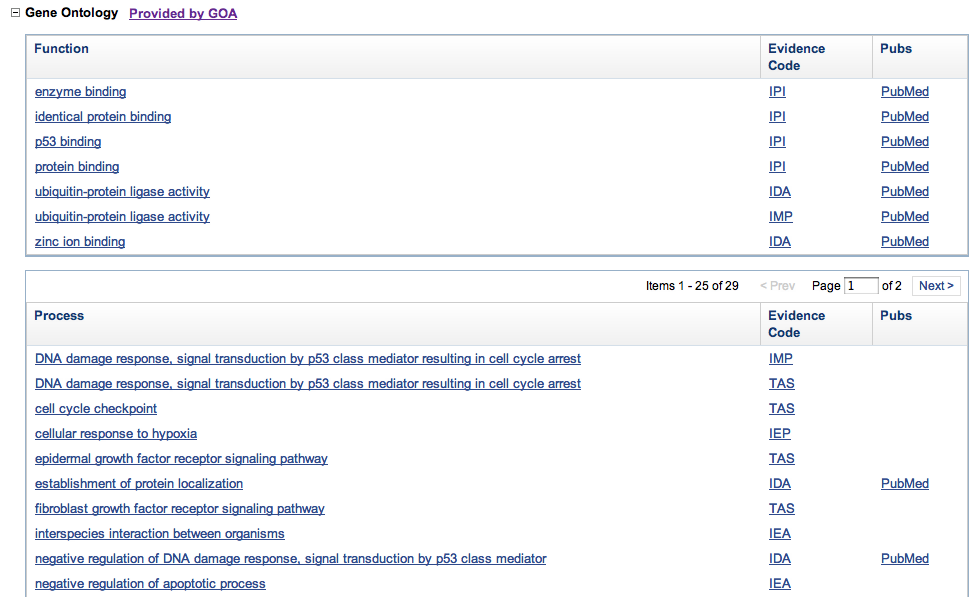 Gene Ontology Provided by GOA
Function Evidence Code Pubs
enzyme binding IPI PubMed
identical protein binding IPI PubMed
p53 binding IPI PubMed
protein binding IPI PubMed
ubiquitin-protein ligase activity IDA PubMed
ubiquitin-protein ligase activity IMP PubMed
zinc ion binding IDA PubMed
Items 1 - 25 of 29 < Prev Page 1 of 2 Next >
Process Evidence Code Pubs
DNA damage response, signal transduction by p53 class mediator resulting in cell cycle arrest IMP
DNA damage response, signal transduction by p53 class mediator resulting in cell cycle arrest TAS
cell cycle checkpoint TAS
cellular response to hypoxia IEP
epidermal growth factor receptor signaling pathway TAS
establishment of protein localization IDA PubMed
fibroblast growth factor receptor signaling pathway TAS
interspecies interaction between organisms IEA
negative regulation of DNA damage response, signal transduction by p53 class mediator IDA PubMed
negative regulation of apoptotic process IEA